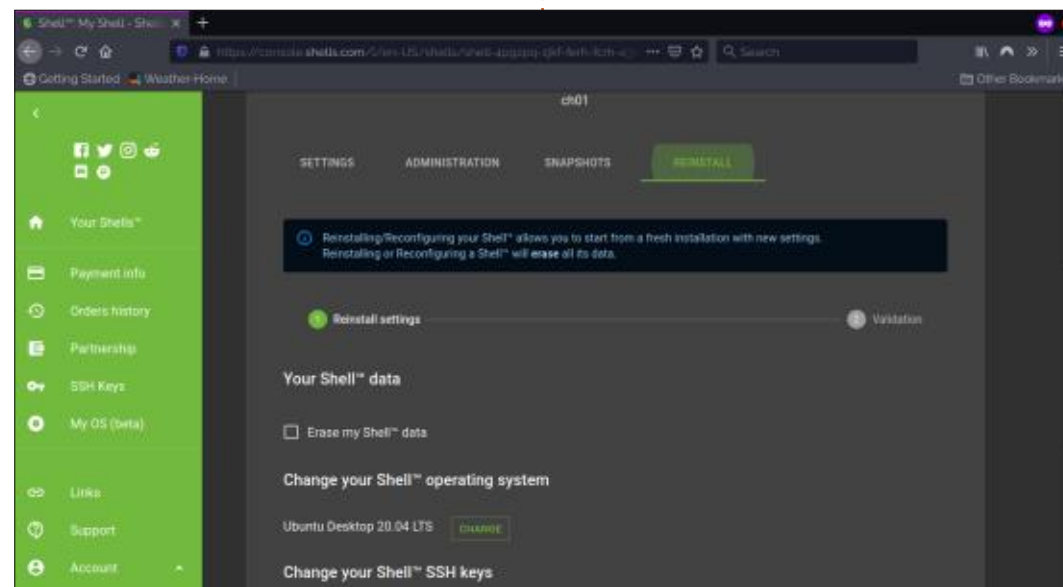 Shell™ My Shell - Shell
Getting Started
Weather Home
Other Bookmark
Search
ch01
SETTINGS
ADMINISTRATION
SNAPSHOTS
REINSTALL
Your Shells™
Payment info
Orders history
Partnership
SSH Keys
My OS (beta)
Links
Support
Account
Reinstalling/Reconfiguring your Shell™ allows you to start from a fresh installation with new settings.
Reinstalling or Reconfiguring a Shell™ will erase all its data.
1 Reinstall settings
2 Validation
Your Shell™ data
Erase my Shell™ data
Change your Shell™ operating system
Ubuntu Desktop 20.04 LTS
CHANGE
Change your Shell™ SSH keys